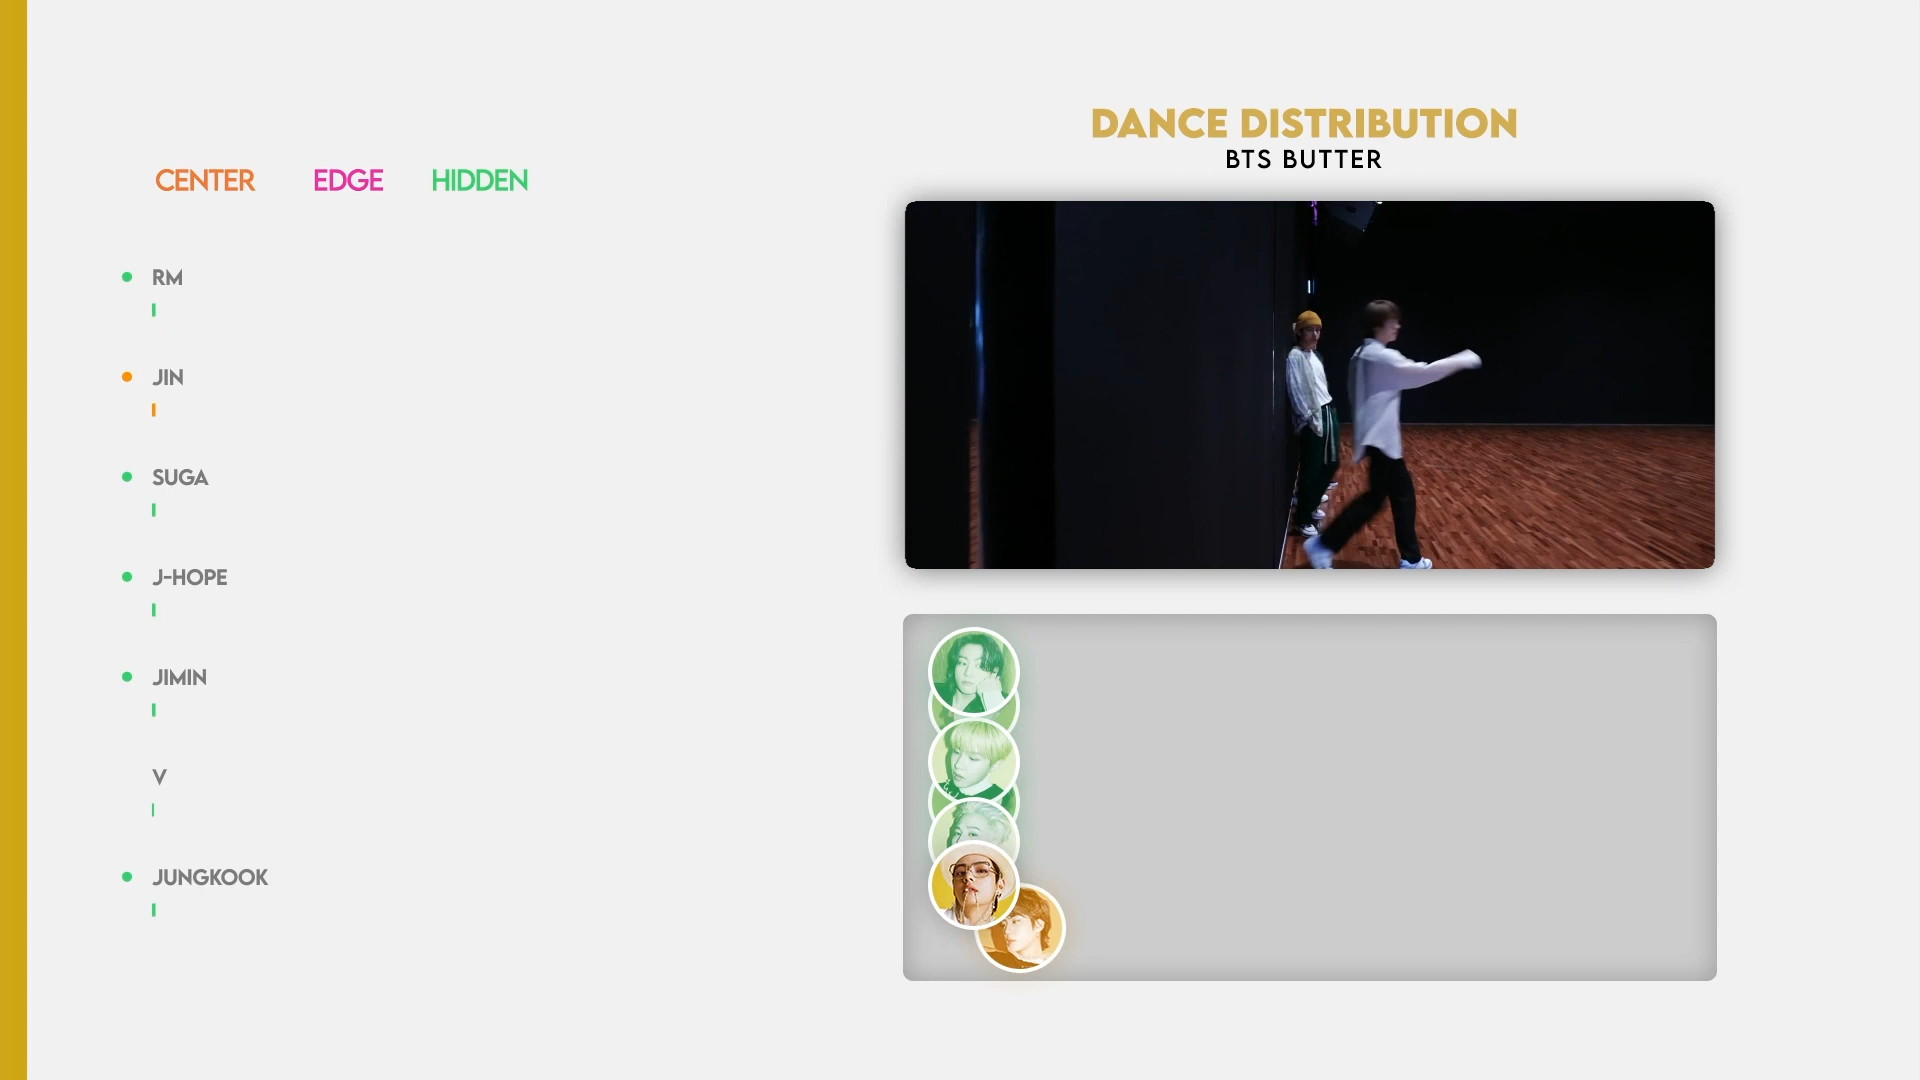 DANCE DISTRIBUTION
BTS BUTTER
CENTER EDGE HIDDEN
RM
JIN
SUGA
J-HOPE
JIMIN
V
JUNGKOOK